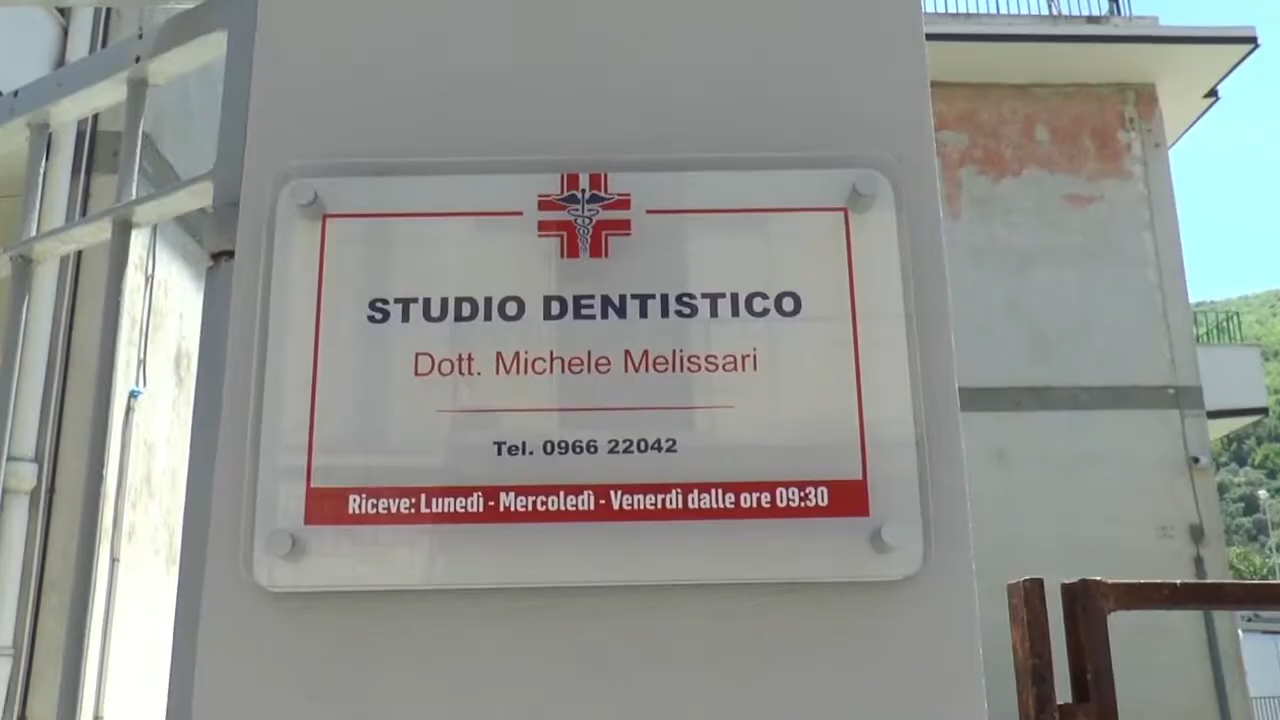 STUDIO DENTISTICO
Dott. Michele Melissari
Tel. 0966 22042
Riceve: Lunedì - Mercoledì - Venerdì dalle ore 09:30